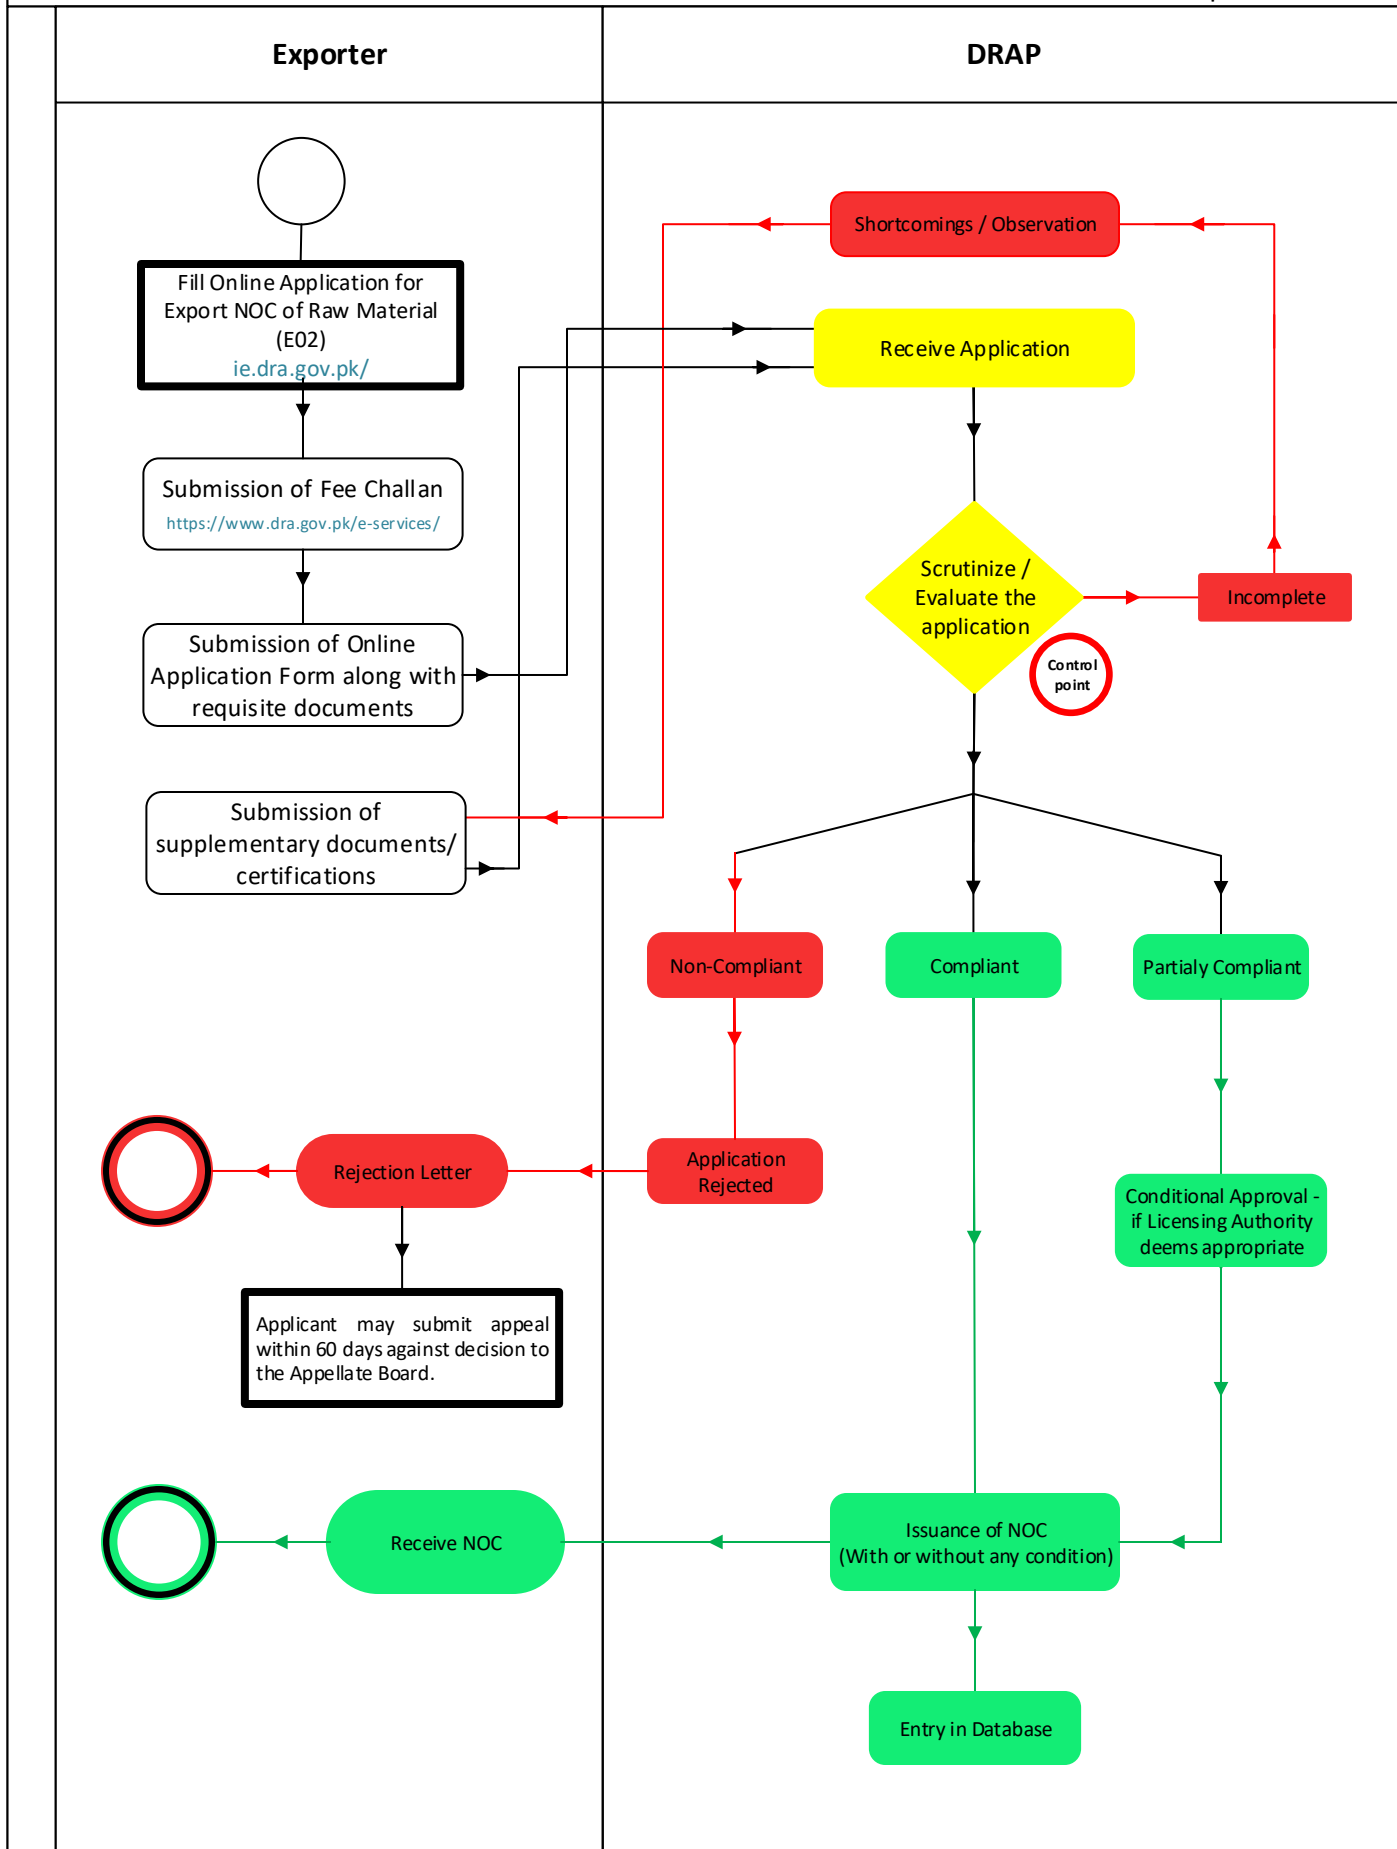 Exporter
DRAP
Fill Online Application for
Export NOC of Raw Material
(E02)
ie.dra.gov.pk/
Submission of Fee Challan
https://www.dra.gov.pk/e-services/
Submission of Online
Application Form along with
requisite documents
Submission of
supplementary documents/
certifications
Shortcomings / Observation
Receive Application
Scrutinize /
Evaluate the
application
Incomplete
Control
point
Non-Compliant
Compliant
Partialy Compliant
Rejection Letter
Application
Rejected
Conditional Approval -
if Licensing Authority
deems appropriate
Applicant may submit appeal
within 60 days against decision to
the Appellate Board.
Receive NOC
Issuance of NOC
(With or without any condition)
Entry in Database